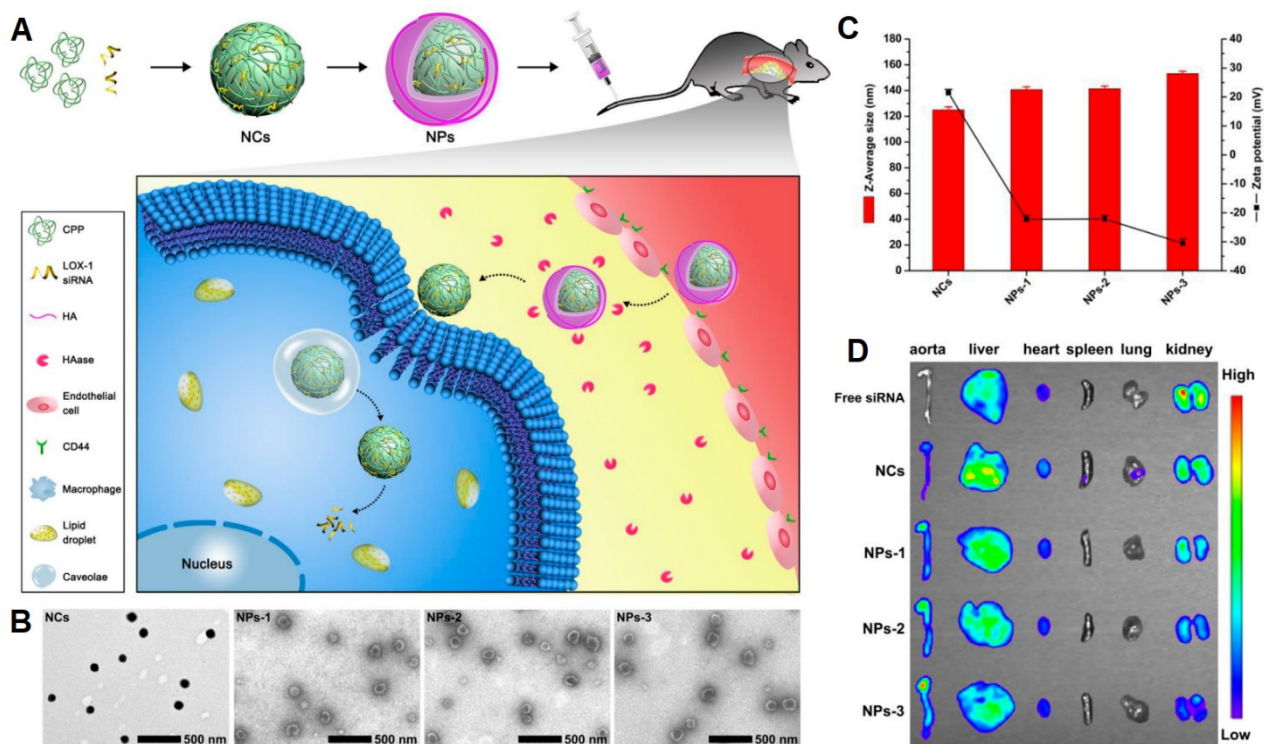 A
NCs
NPs
CPP
LOX-1
siRNA
HA
HAase
Endothelial
cell
CD44
Macrophage
Lipid
droplet
Caveolae
Nucleus
B
NCs
500 nm
NPs-1
500 nm
NPs-2
500 nm
NPs-3
500 nm
C
Z-Average size (nm)
180
160
140
120
100
80
60
40
20
0
40
30
20
10
0
-10
-20
-30
-40
Zeta potential (mV)
NCs
NPs-1
NPs-2
NPs-3
D
aorta liver heart spleen lung kidney
Free siRNA
NCs
NPs-1
NPs-2
NPs-3
High
Low